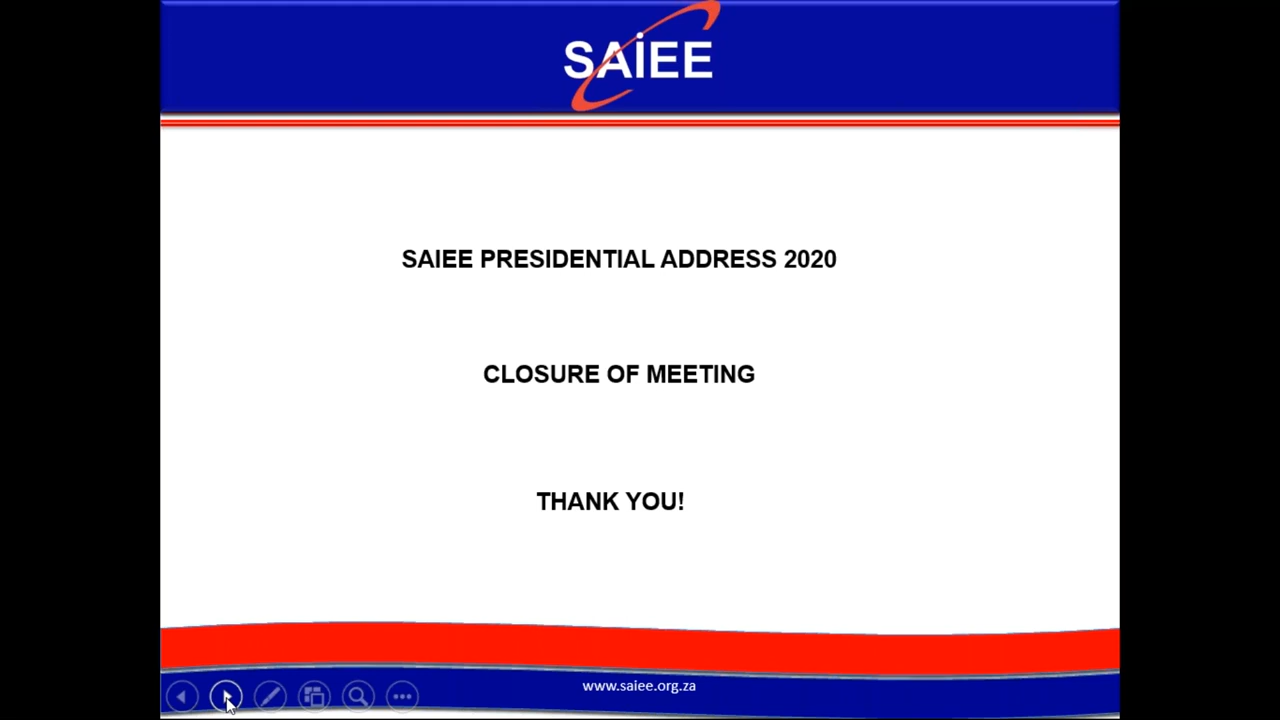 SAiEE
SAIEE PRESIDENTIAL ADDRESS 2020
CLOSURE OF MEETING
THANK YOU!
www.saiee.org.za